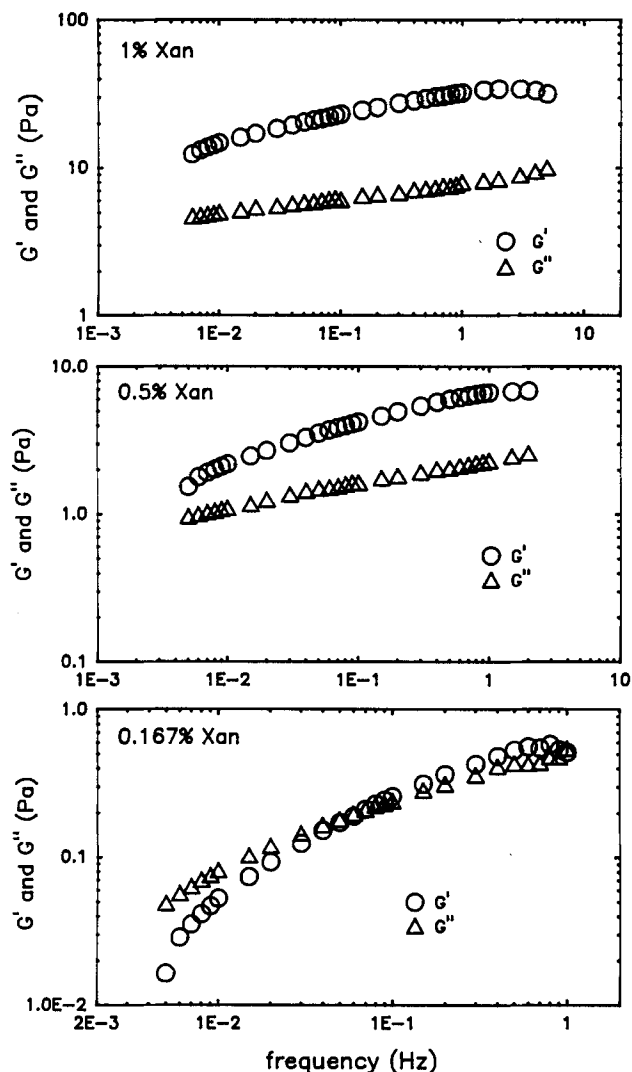 100
1% Xan
10
G' and G" (Pa)
G'
G"
1
1E-3 1E-2 1E-1 1 10
10.0
0.5% Xan
1.0
G' and G" (Pa)
G'
G"
0.1
1E-3 1E-2 1E-1 1 10
1.0
0.167% Xan
0.1
G' and G" (Pa)
G'
G"
1.0E-2
2E-3 1E-2 1E-1 1
frequency (Hz)